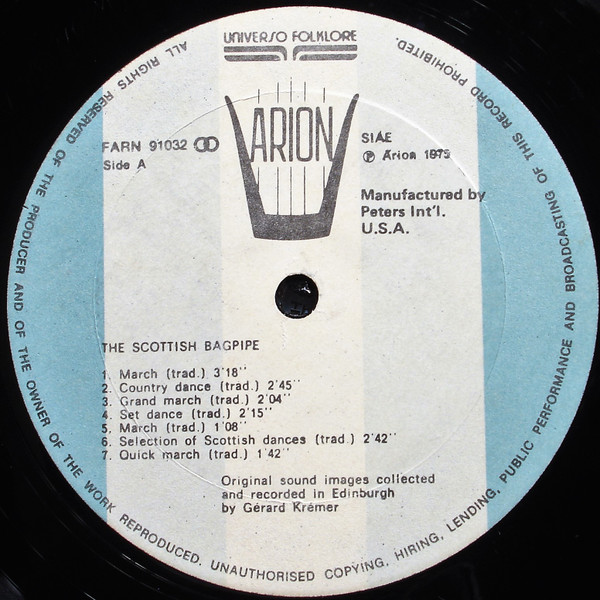 UNIVERSO FOLKLORE
ARION
FARN 91032
Side A
SIAE
℗ Arion 1975
Manufactured by
Peters Int'l.
U.S.A.
THE SCOTTISH BAGPIPE
1. March (trad.) 3'18''
2. Country dance (trad.) 2'45''
3. Grand march (trad.) 2'04''
4. Set dance (trad.) 2'15''
5. March (trad.) 1'08''
6. Selection of Scottish dances (trad.) 2'42''
7. Quick march (trad.) 1'42''
Original sound images collected
and recorded in Edinburgh
by Gérard Krémer
ALL RIGHTS RESERVED OF THE PRODUCER AND OF THE OWNER OF THE WORK REPRODUCED. UNAUTHORISED COPYING, HIRING, LENDING, PUBLIC PERFORMANCE AND BROADCASTING OF THIS RECORD PROHIBITED.